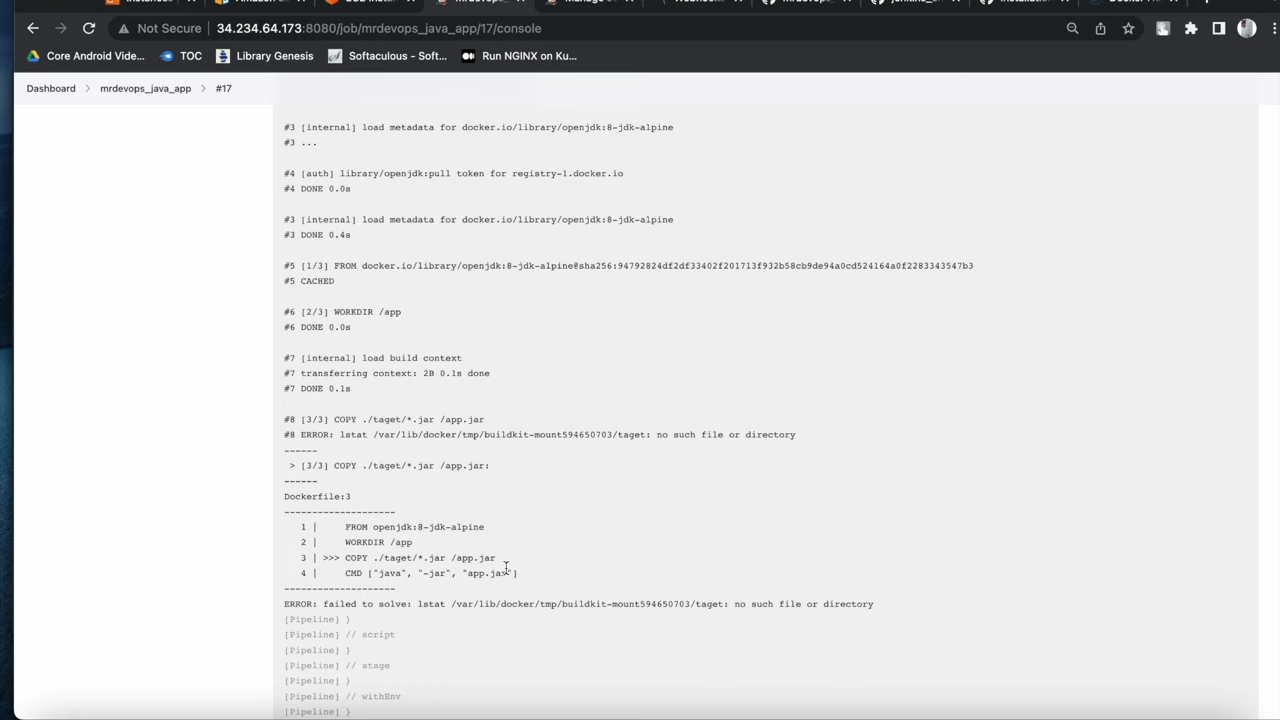 Not Secure 34.234.64.173:8080/job/mrdevops_java_app/17/console
Core Android Vide... TOC Library Genesis Softaculous - Soft... Run NGINX on Ku...
Dashboard mrdevops_java_app #17
#3 [internal] load metadata for docker.io/library/openjdk:8-jdk-alpine
#3 ...
#4 [auth] library/openjdk:pull token for registry-1.docker.io
#4 DONE 0.0s
#3 [internal] load metadata for docker.io/library/openjdk:8-jdk-alpine
#3 DONE 0.4s
#5 [1/3] FROM docker.io/library/openjdk:8-jdk-alpine@sha256:94792824df2df33402f201713f932b58cb9de94a0cd524164a0f2283343547b3
#5 CACHED
#6 [2/3] WORKDIR /app
#6 DONE 0.0s
#7 [internal] load build context
#7 transferring context: 2B 0.1s done
#7 DONE 0.1s
#8 [3/3] COPY ./taget/*.jar /app.jar
#8 ERROR: lstat /var/lib/docker/tmp/buildkit-mount594650703/taget: no such file or directory
------
> [3/3] COPY ./taget/*.jar /app.jar:
------
Dockerfile:3
--------------------
1 | FROM openjdk:8-jdk-alpine
2 | WORKDIR /app
3 | >>> COPY ./taget/*.jar /app.jar
4 | CMD ["java", "-jar", "app.jar"]
--------------------
ERROR: failed to solve: lstat /var/lib/docker/tmp/buildkit-mount594650703/taget: no such file or directory
[Pipeline] }
[Pipeline] // script
[Pipeline] }
[Pipeline] // stage
[Pipeline] }
[Pipeline] // withEnv
[Pipeline] }